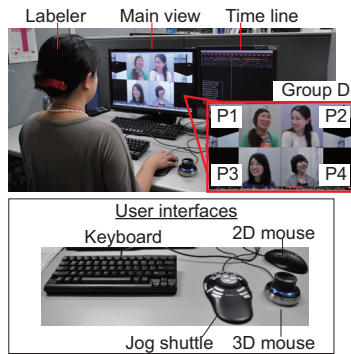 Labeler Main view Time line
Group D
P1 P2
P3 P4
User interfaces
Keyboard 2D mouse
Jog shuttle 3D mouse